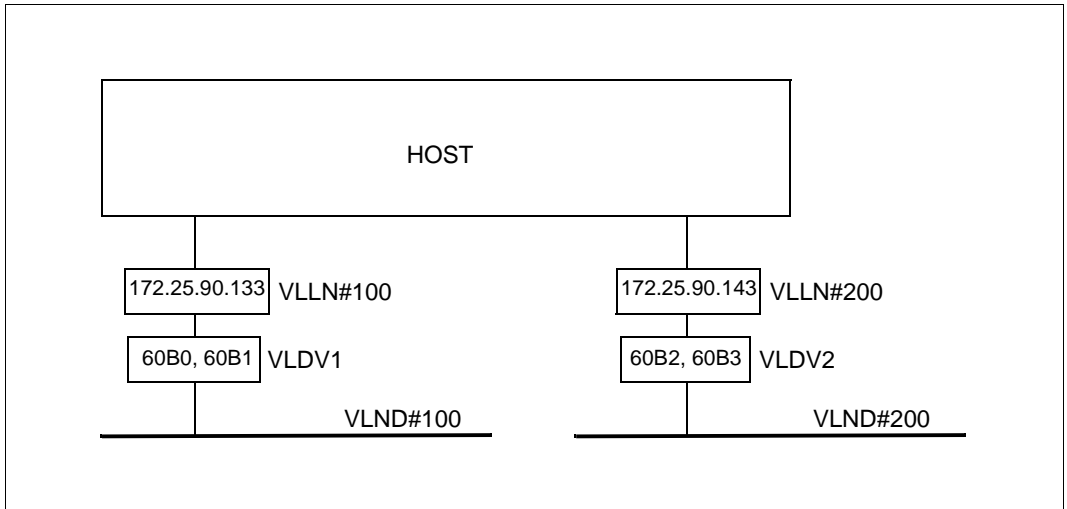 HOST
172.25.90.133 VLLN#100
172.25.90.143 VLLN#200
60B0, 60B1 VLDV1
60B2, 60B3 VLDV2
VLND#100
VLND#200